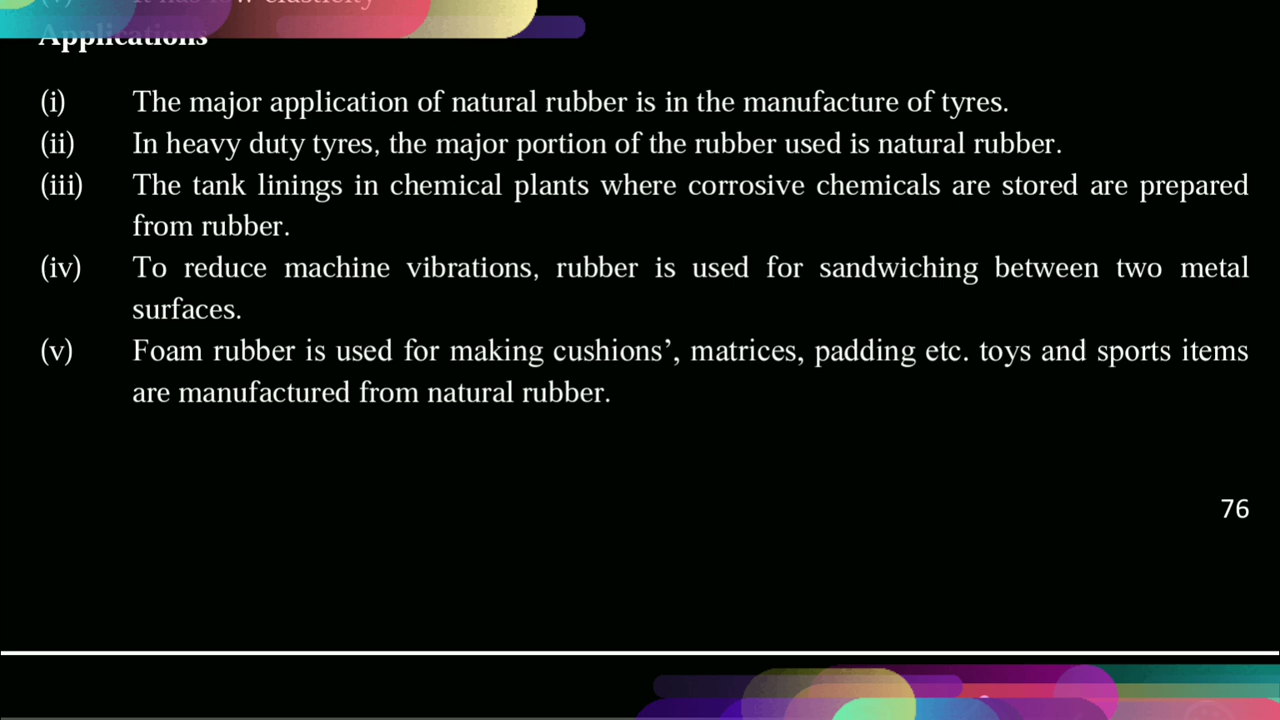 (v) It has low elasticity
Applications
(i) The major application of natural rubber is in the manufacture of tyres.
(ii) In heavy duty tyres, the major portion of the rubber used is natural rubber.
(iii) The tank linings in chemical plants where corrosive chemicals are stored are prepared
from rubber.
(iv) To reduce machine vibrations, rubber is used for sandwiching between two metal
surfaces.
(v) Foam rubber is used for making cushions’, matrices, padding etc. toys and sports items
are manufactured from natural rubber.
76